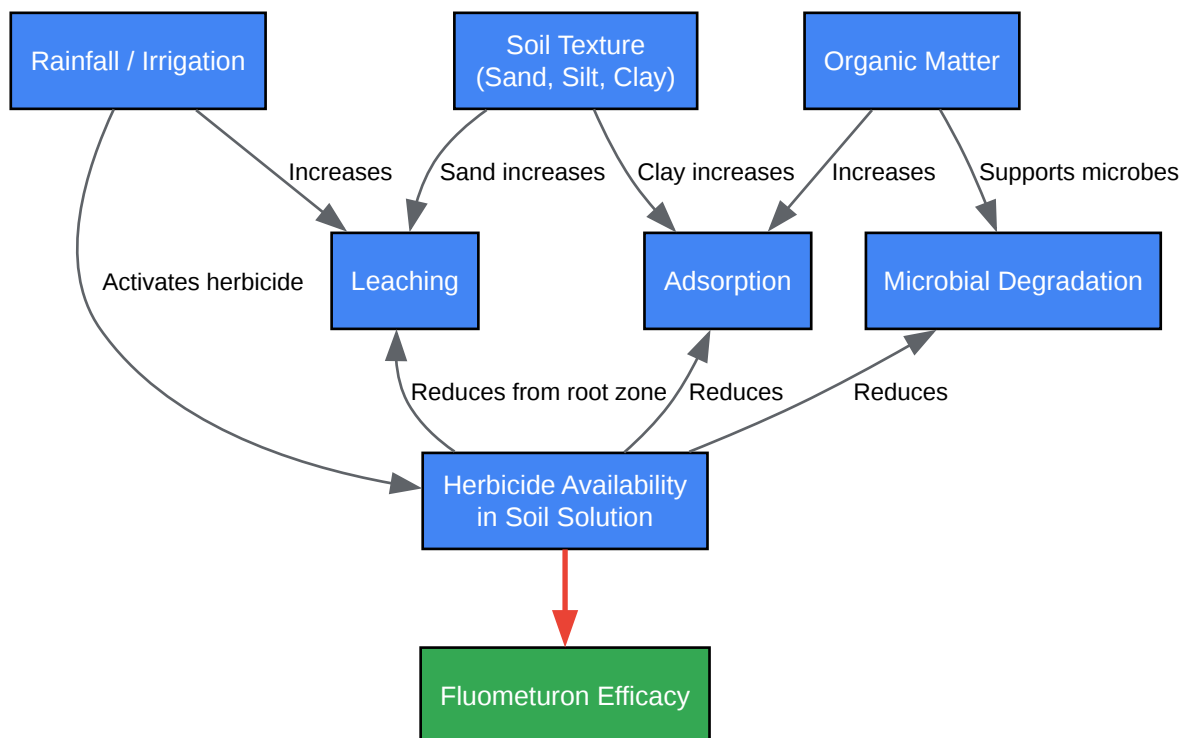 Rainfall / Irrigation
Soil Texture
(Sand, Silt, Clay)
Organic Matter
Increases
Sand increases
Clay increases
Increases
Supports microbes
Activates herbicide
Leaching
Adsorption
Microbial Degradation
Reduces from root zone
Reduces
Reduces
Herbicide Availability
in Soil Solution
Fluometuron Efficacy